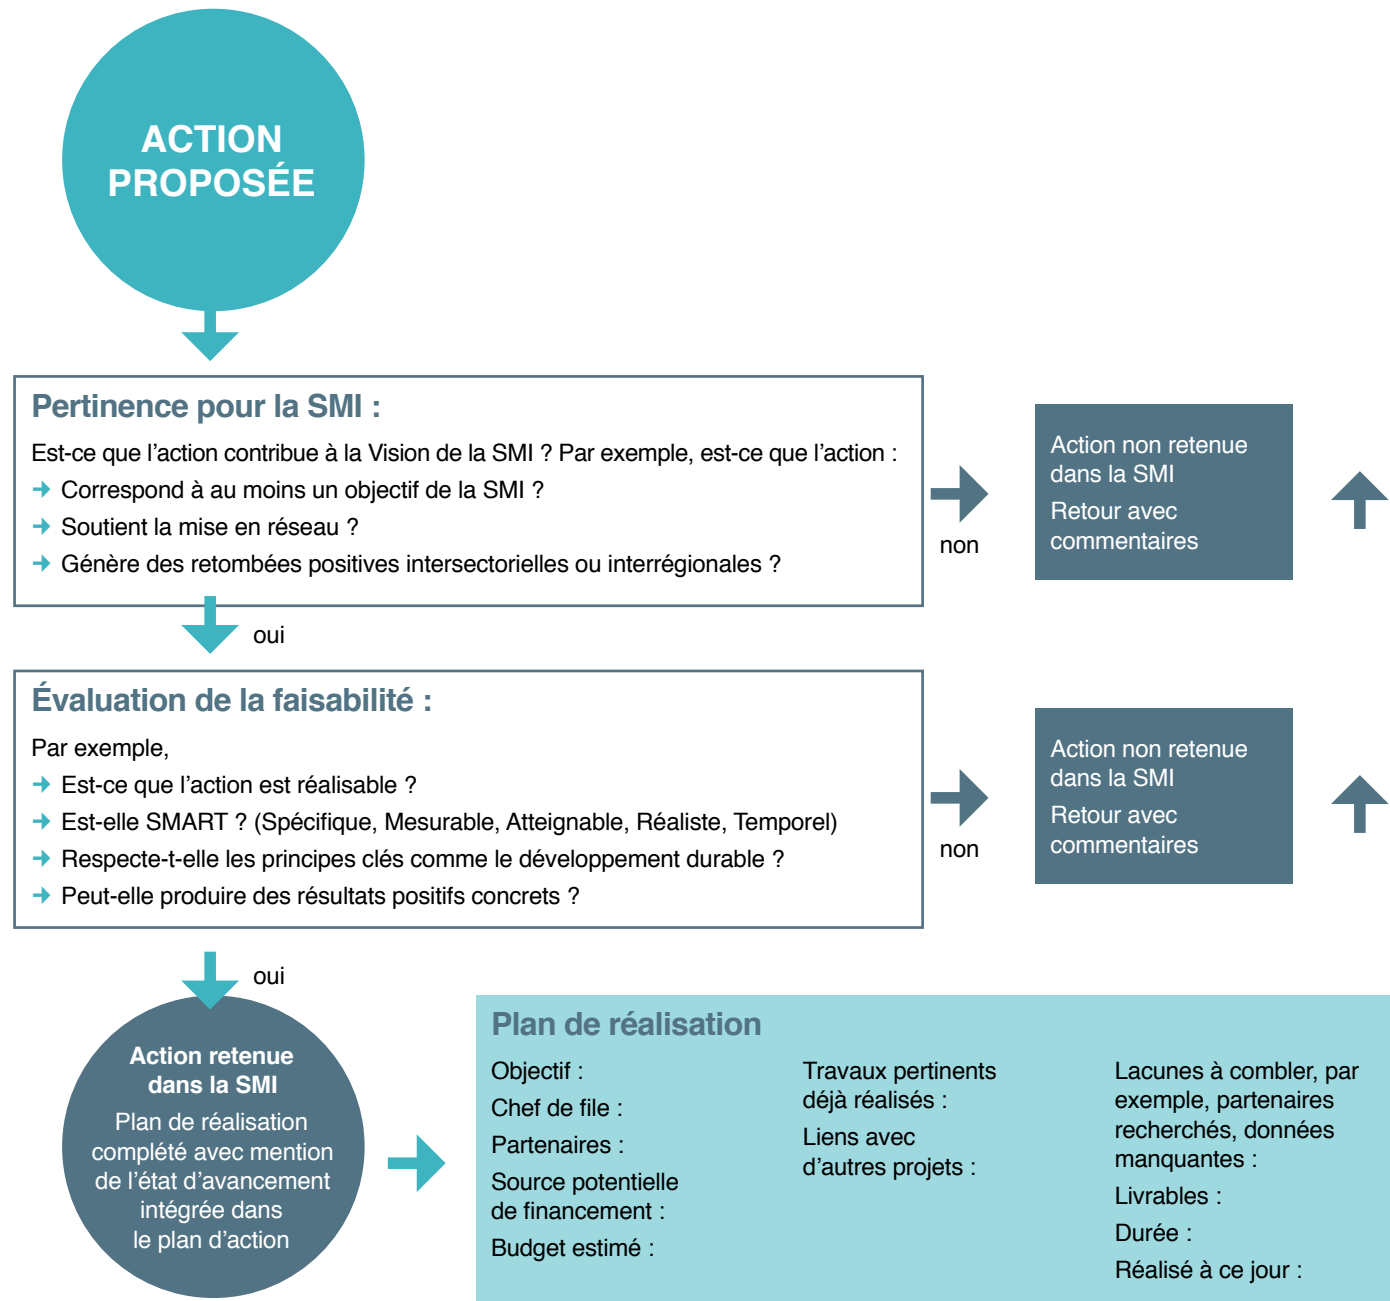 ACTION
PROPOSÉE
Pertinence pour la SMI :
Est-ce que l’action contribue à la Vision de la SMI ? Par exemple, est-ce que l’action :
Correspond à au moins un objectif de la SMI ?
Soutient la mise en réseau ?
Génère des retombées positives intersectorielles ou interrégionales ?
non
Action non retenue
dans la SMI
Retour avec
commentaires
oui
Évaluation de la faisabilité :
Par exemple,
Est-ce que l’action est réalisable ?
Est-elle SMART ? (Spécifique, Mesurable, Atteignable, Réaliste, Temporel)
Respecte-t-elle les principes clés comme le développement durable ?
Peut-elle produire des résultats positifs concrets ?
non
Action non retenue
dans la SMI
Retour avec
commentaires
oui
Action retenue
dans la SMI
Plan de réalisation
complété avec mention
de l’état d’avancement
intégrée dans
le plan d’action
Plan de réalisation
Objectif :
Chef de file :
Partenaires :
Source potentielle
de financement :
Budget estimé :
Travaux pertinents
déjà réalisés :
Liens avec
d’autres projets :
Lacunes à combler, par
exemple, partenaires
recherchés, données
manquantes :
Livrables :
Durée :
Réalisé à ce jour :